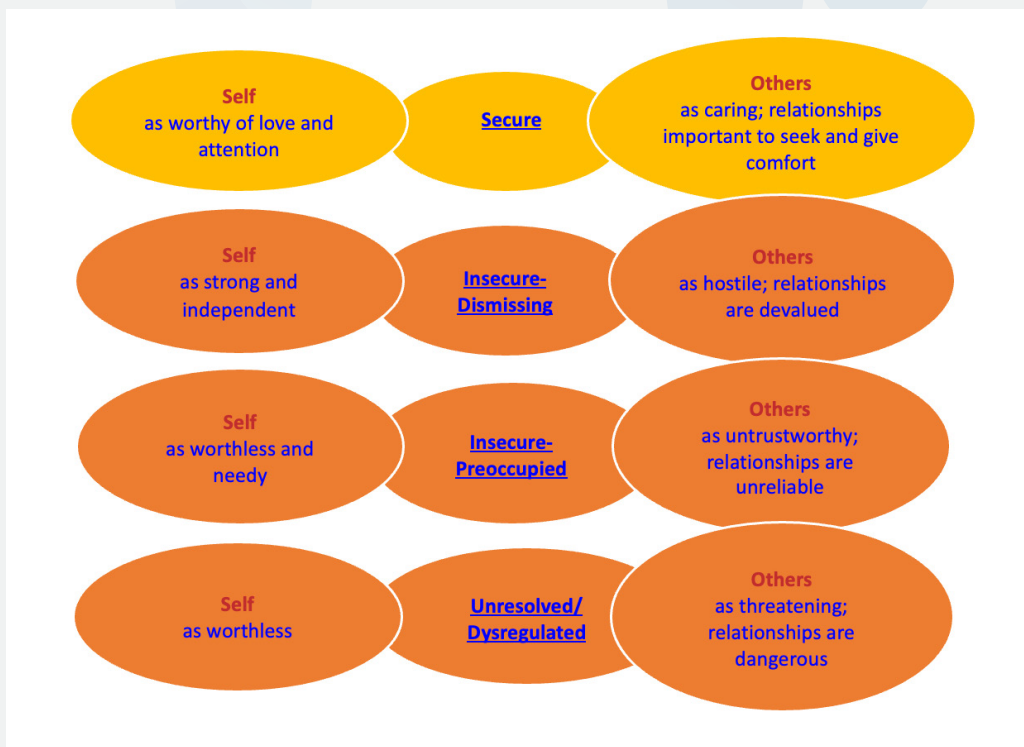 Self
as worthy of love and
attention
Secure
Others
as caring; relationships
important to seek and give
comfort
Self
as strong and
independent
Insecure-
Dismissing
Others
as hostile; relationships
are devalued
Self
as worthless and
needy
Insecure-
Preoccupied
Others
as untrustworthy;
relationships are
unreliable
Self
as worthless
Unresolved/
Dysregulated
Others
as threatening;
relationships are
dangerous